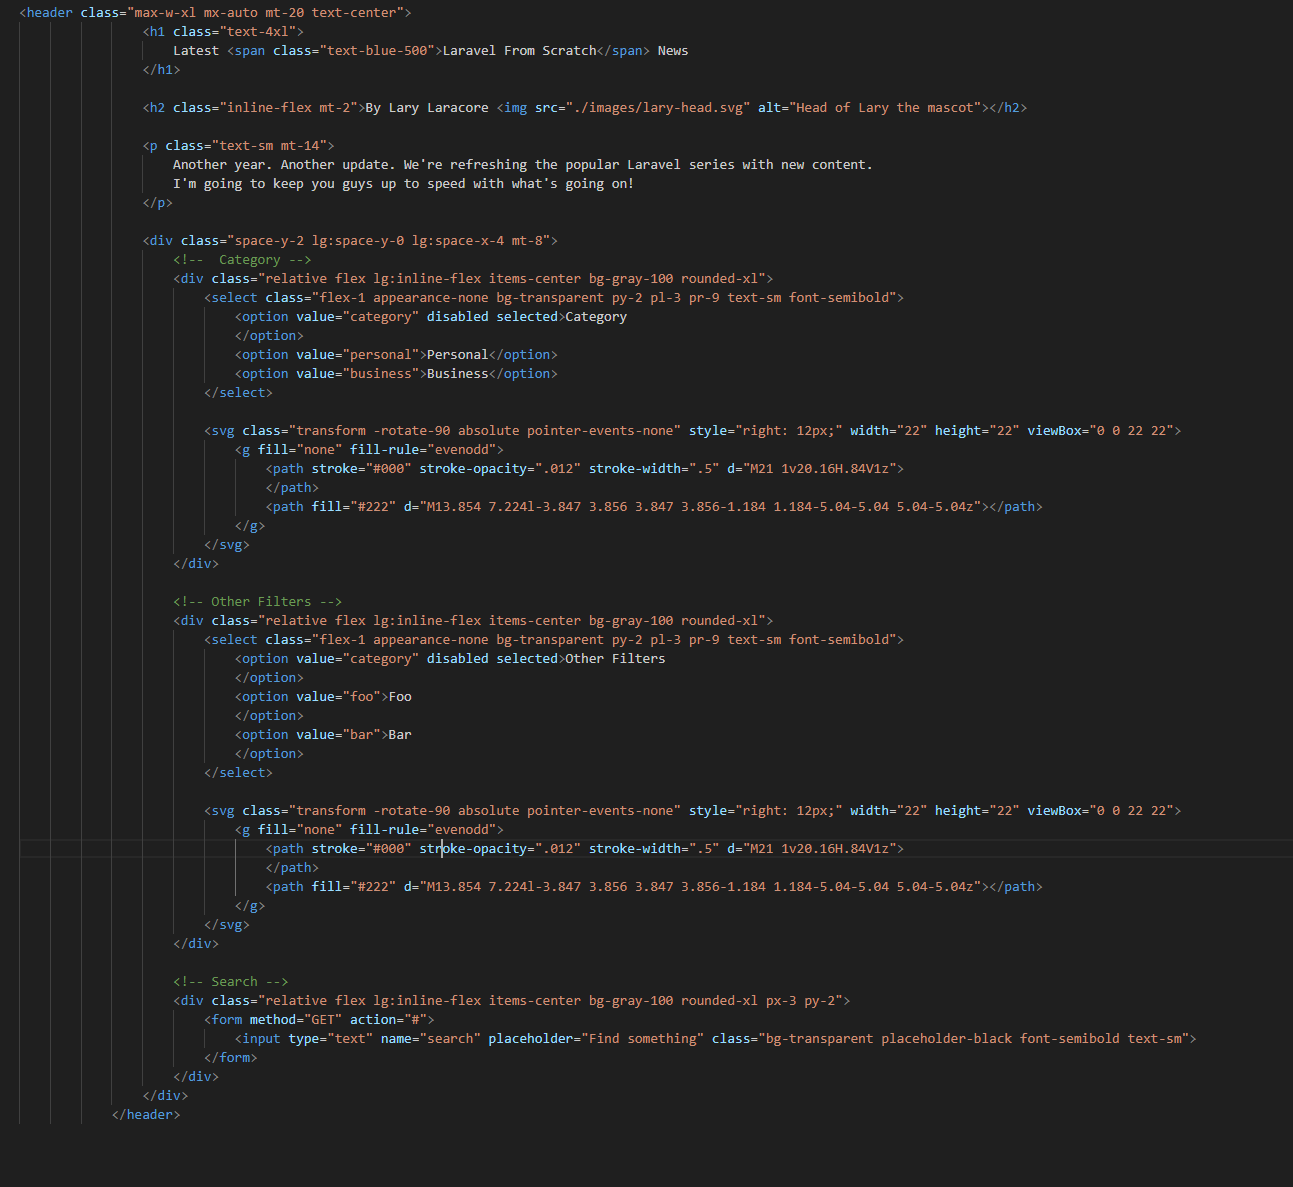 <header class="max-w-xl mx-auto mt-20 text-center">
<h1 class="text-4xl">
Latest <span class="text-blue-500">Laravel From Scratch</span> News
</h1>
<h2 class="inline-flex mt-2">By Lary Laracore <img src="./images/lary-head.svg" alt="Head of Lary the mascot"></h2>
<p class="text-sm mt-14">
Another year. Another update. We're refreshing the popular Laravel series with new content.
I'm going to keep you guys up to speed with what's going on!
</p>
<div class="space-y-2 lg:space-y-0 lg:space-x-4 mt-8">
<!--  Category -->
<div class="relative flex lg:inline-flex items-center bg-gray-100 rounded-xl">
<select class="flex-1 appearance-none bg-transparent py-2 pl-3 pr-9 text-sm font-semibold">
<option value="category" disabled selected>Category
</option>
<option value="personal">Personal</option>
<option value="business">Business</option>
</select>
<svg class="transform -rotate-90 absolute pointer-events-none" style="right: 12px;" width="22" height="22" viewBox="0 0 22 22">
<g fill="none" fill-rule="evenodd">
<path stroke="#000" stroke-opacity=".012" stroke-width=".5" d="M21 1v20.16H.84V1z">
</path>
<path fill="#222" d="M13.854 7.224l-3.847 3.856 3.847 3.856-1.184 1.184-5.04-5.04 5.04-5.04z"></path>
</g>
</svg>
</div>
<!-- Other Filters -->
<div class="relative flex lg:inline-flex items-center bg-gray-100 rounded-xl">
<select class="flex-1 appearance-none bg-transparent py-2 pl-3 pr-9 text-sm font-semibold">
<option value="category" disabled selected>Other Filters
</option>
<option value="foo">Foo
</option>
<option value="bar">Bar
</option>
</select>
<svg class="transform -rotate-90 absolute pointer-events-none" style="right: 12px;" width="22" height="22" viewBox="0 0 22 22">
<g fill="none" fill-rule="evenodd">
<path stroke="#000" stroke-opacity=".012" stroke-width=".5" d="M21 1v20.16H.84V1z">
</path>
<path fill="#222" d="M13.854 7.224l-3.847 3.856 3.847 3.856-1.184 1.184-5.04-5.04 5.04-5.04z"></path>
</g>
</svg>
</div>
<!-- Search -->
<div class="relative flex lg:inline-flex items-center bg-gray-100 rounded-xl px-3 py-2">
<form method="GET" action="#">
<input type="text" name="search" placeholder="Find something" class="bg-transparent placeholder-black font-semibold text-sm">
</form>
</div>
</div>
</header>